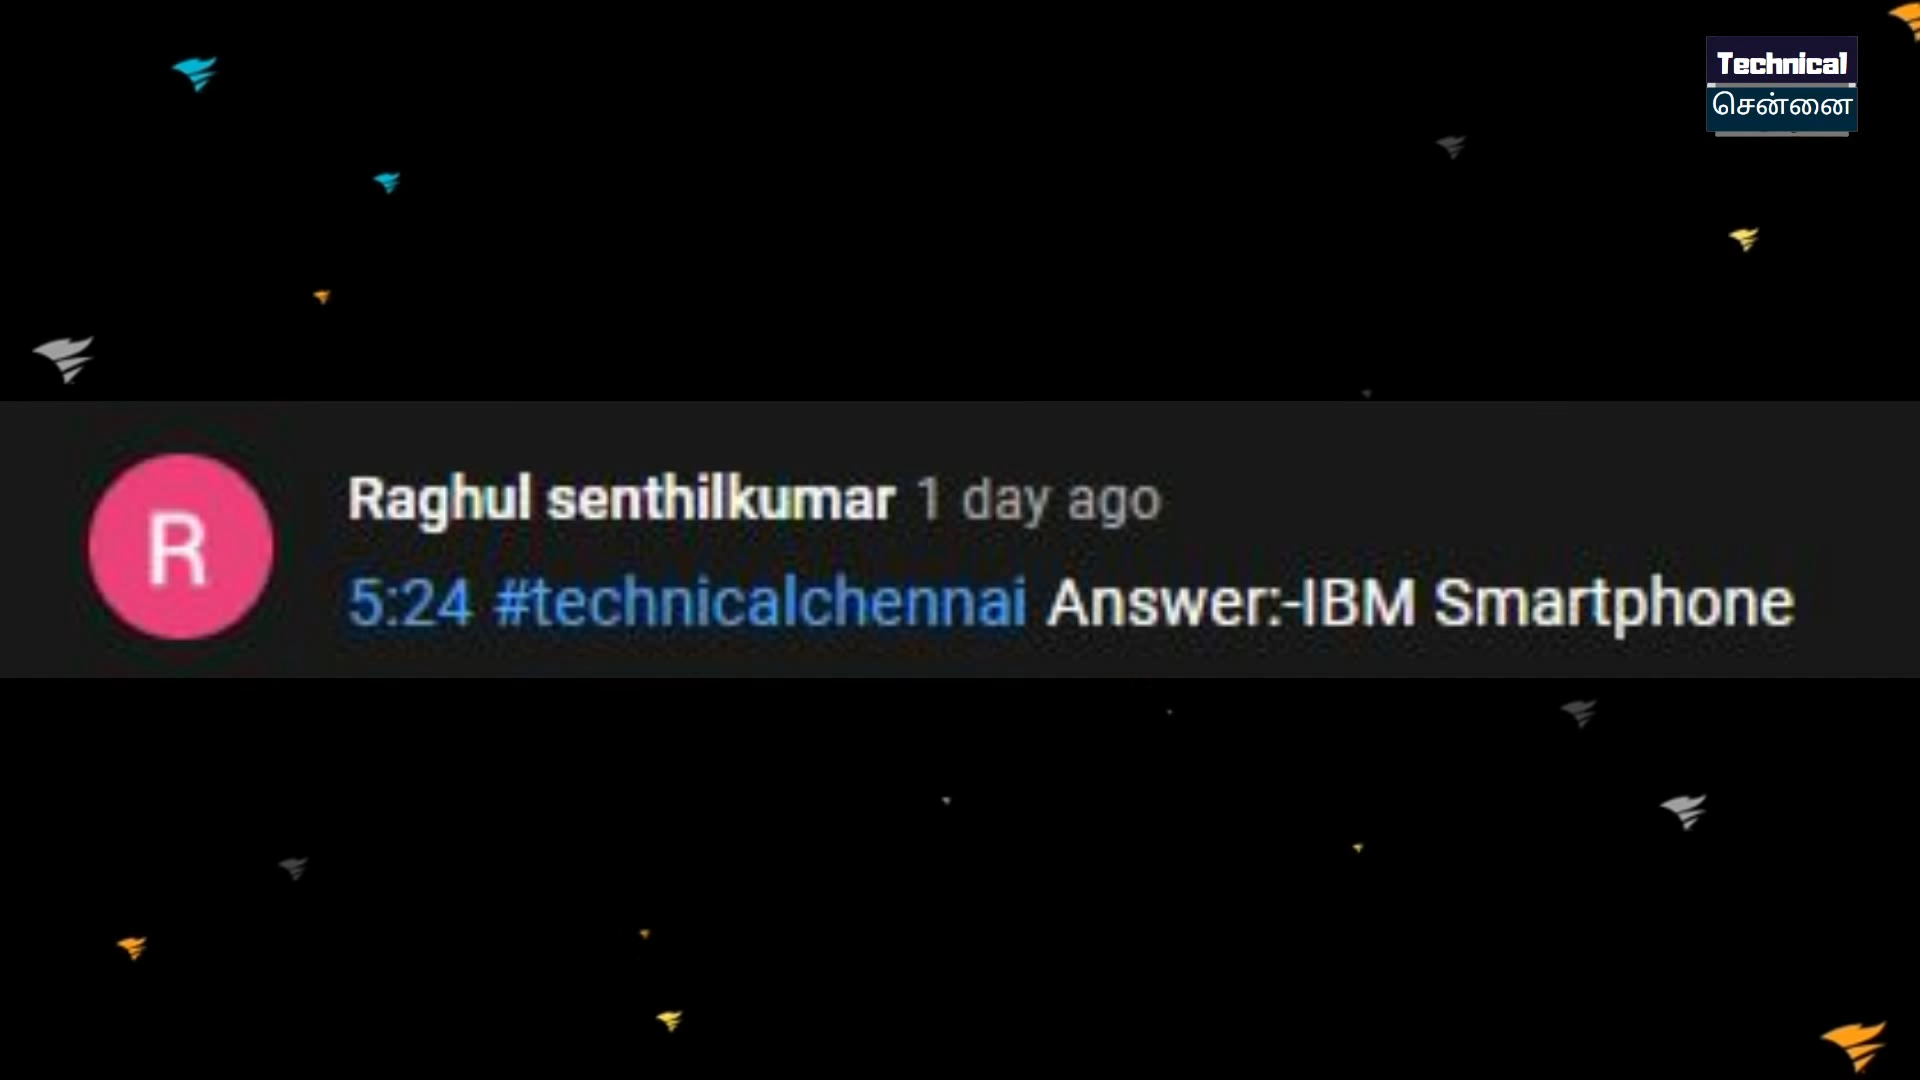 Technical
சென்னை
R
Raghul senthilkumar 1 day ago
5:24 #technicalchennai Answer:-IBM Smartphone